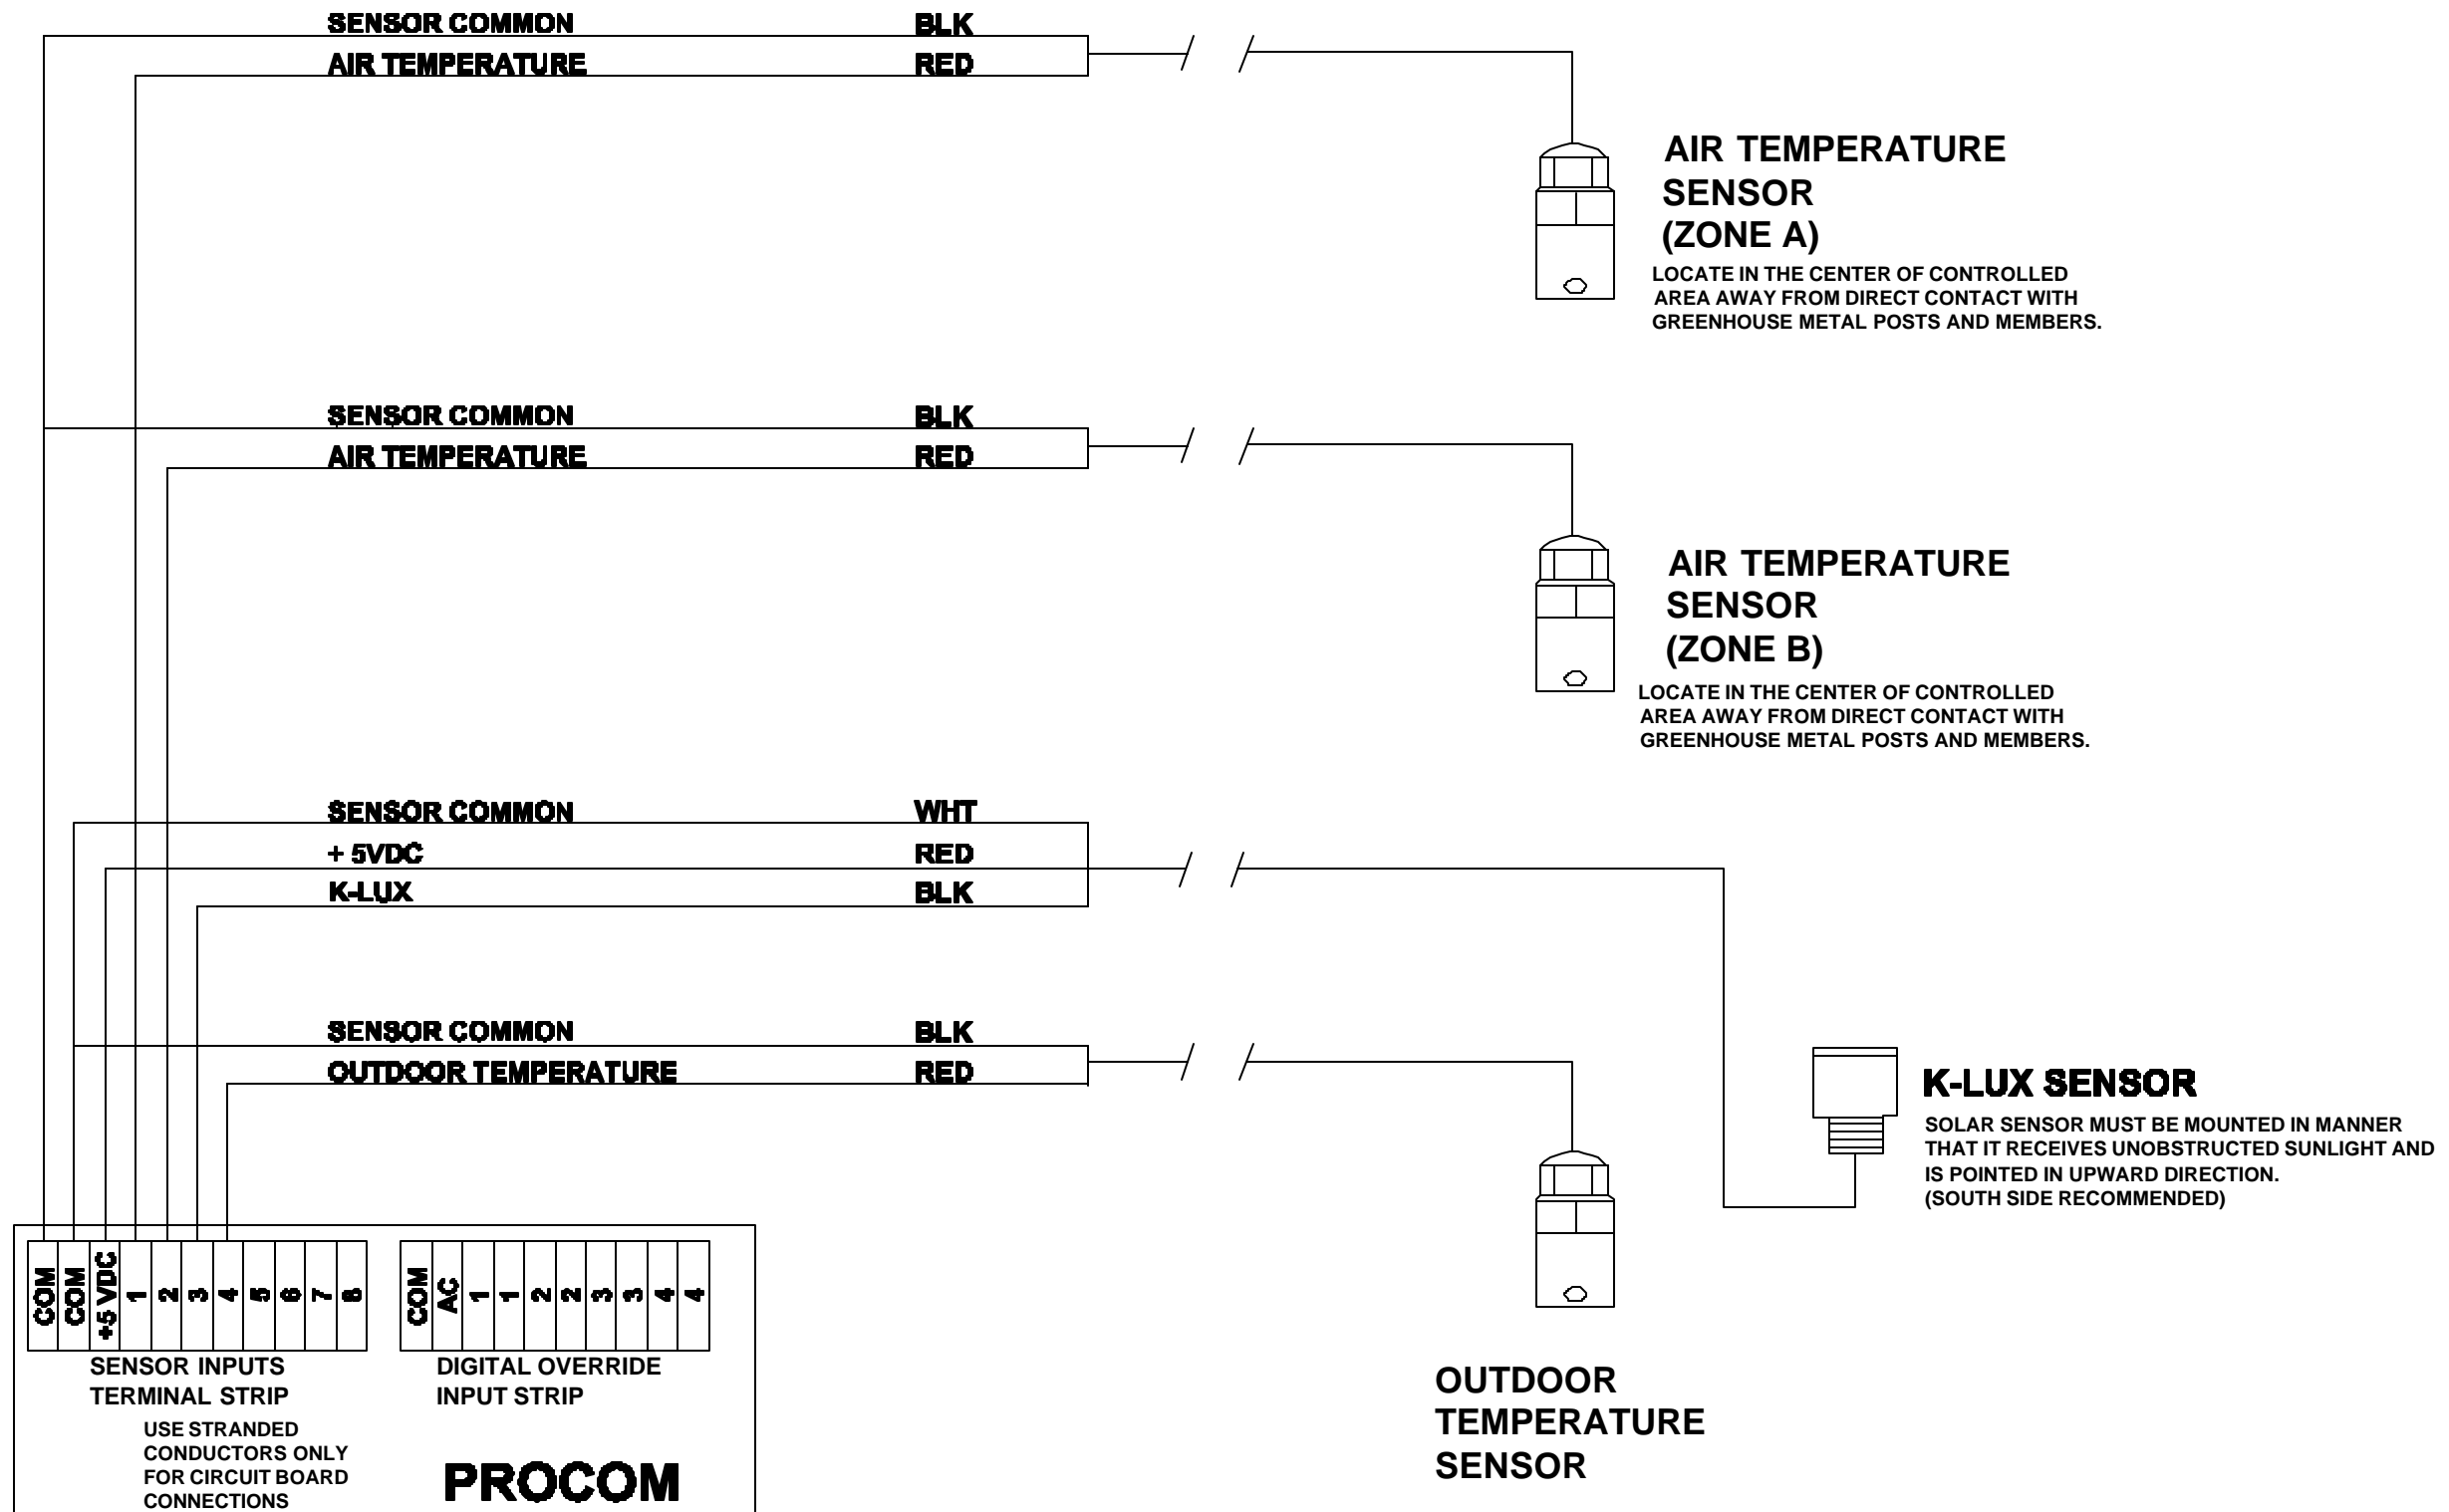 SENSOR COMMON BLK
AIR TEMPERATURE RED
AIR TEMPERATURE
SENSOR
(ZONE A)
LOCATE IN THE CENTER OF CONTROLLED
AREA AWAY FROM DIRECT CONTACT WITH
GREENHOUSE METAL POSTS AND MEMBERS.
SENSOR COMMON BLK
AIR TEMPERATURE RED
AIR TEMPERATURE
SENSOR
(ZONE B)
LOCATE IN THE CENTER OF CONTROLLED
AREA AWAY FROM DIRECT CONTACT WITH
GREENHOUSE METAL POSTS AND MEMBERS.
SENSOR COMMON WHT
+ 5VDC RED
K-LUX BLK
SENSOR COMMON BLK
OUTDOOR TEMPERATURE RED
K-LUX SENSOR
SOLAR SENSOR MUST BE MOUNTED IN MANNER
THAT IT RECEIVES UNOBSTRUCTED SUNLIGHT AND
IS POINTED IN UPWARD DIRECTION.
(SOUTH SIDE RECOMMENDED)
COM COM +5 VDC 1 2 3 4 5 6 7 8
SENSOR INPUTS
TERMINAL STRIP
USE STRANDED
CONDUCTORS ONLY
FOR CIRCUIT BOARD
CONNECTIONS
COM AC 1 1 2 2 3 3 4 4
DIGITAL OVERRIDE
INPUT STRIP
PROCOM
OUTDOOR
TEMPERATURE
SENSOR